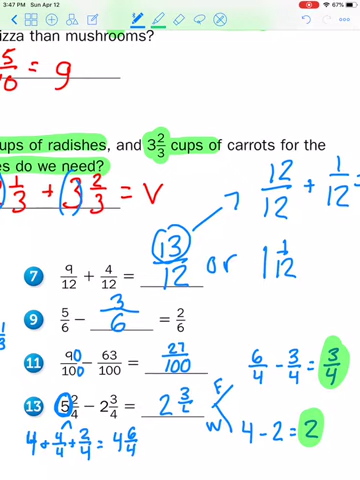 3:47 PM Sun Apr 12
67%
izza than mushrooms?
5/10 = g
cups of radishes, and 3 2/3 cups of carrots for the
es do we need?
1/3 + 3 2/3 = v
12/12 + 1/12 =
7 9/12 + 4/12 = 13/12 or 1 1/12
9 5/6 − 3/6 = 2/6
11 90/100 − 63/100 = 27/100
6/4 − 3/4 = 3/4
13 5 2/4 − 2 3/4 = 2 3/4
F
W 4 − 2 = 2
4 + 4/4 + 2/4 = 4 6/4